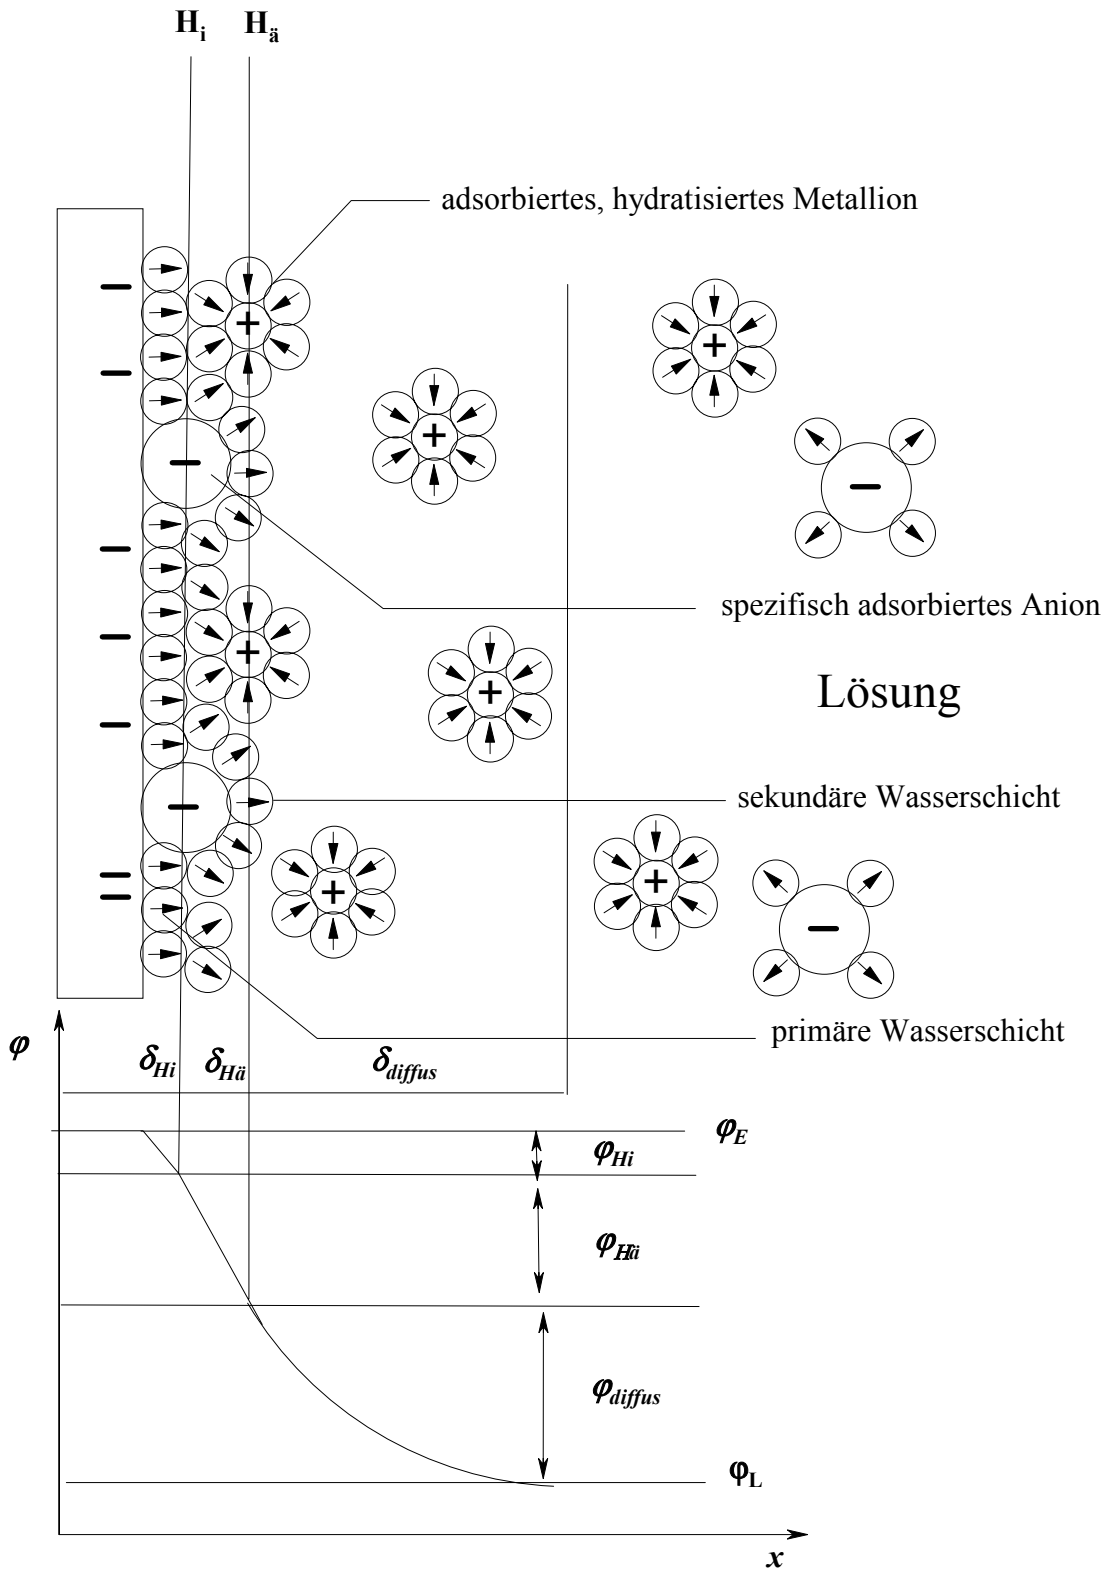 Hi Hä
adsorbiertes, hydratisiertes Metallion
spezifisch adsorbiertes Anion
Lösung
sekundäre Wasserschicht
primäre Wasserschicht
φ
δHi δHä δdiffus
φE
φHi
φHä
φdiffus
φL
x